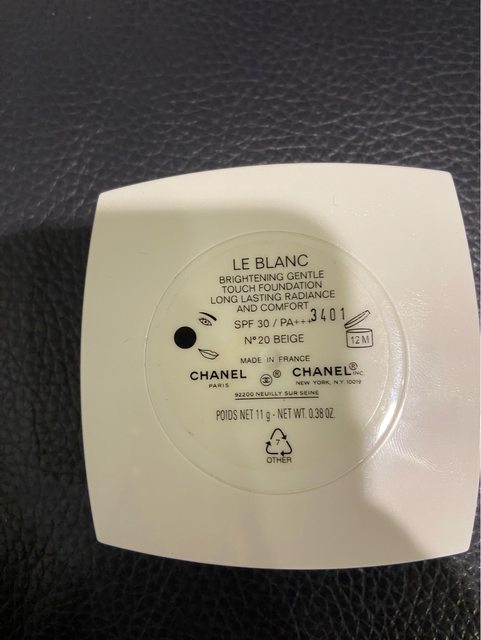 LE BLANC
BRIGHTENING GENTLE
TOUCH FOUNDATION
LONG LASTING RADIANCE
AND COMFORT
SPF 30 / PA+++
3401
N°20 BEIGE
12 M
MADE IN FRANCE
CHANEL ® CHANEL®INC.
PARIS NEW YORK, N.Y. 10019
92200 NEUILLY SUR SEINE
POIDS NET 11 g - NET WT. 0.38 OZ.
7
OTHER